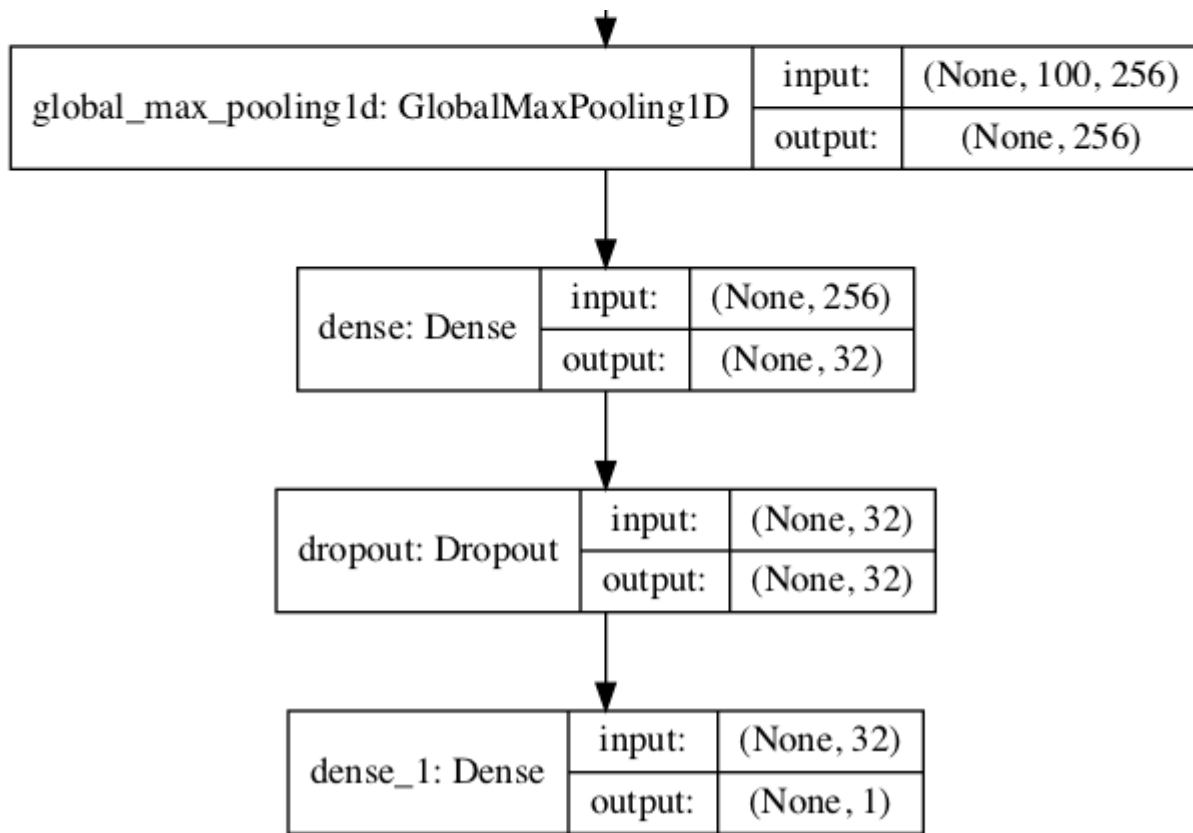 global_max_pooling1d: GlobalMaxPooling1D
input:
(None, 100, 256)
output:
(None, 256)
dense: Dense
input:
(None, 256)
output:
(None, 32)
dropout: Dropout
input:
(None, 32)
output:
(None, 32)
dense_1: Dense
input:
(None, 32)
output:
(None, 1)